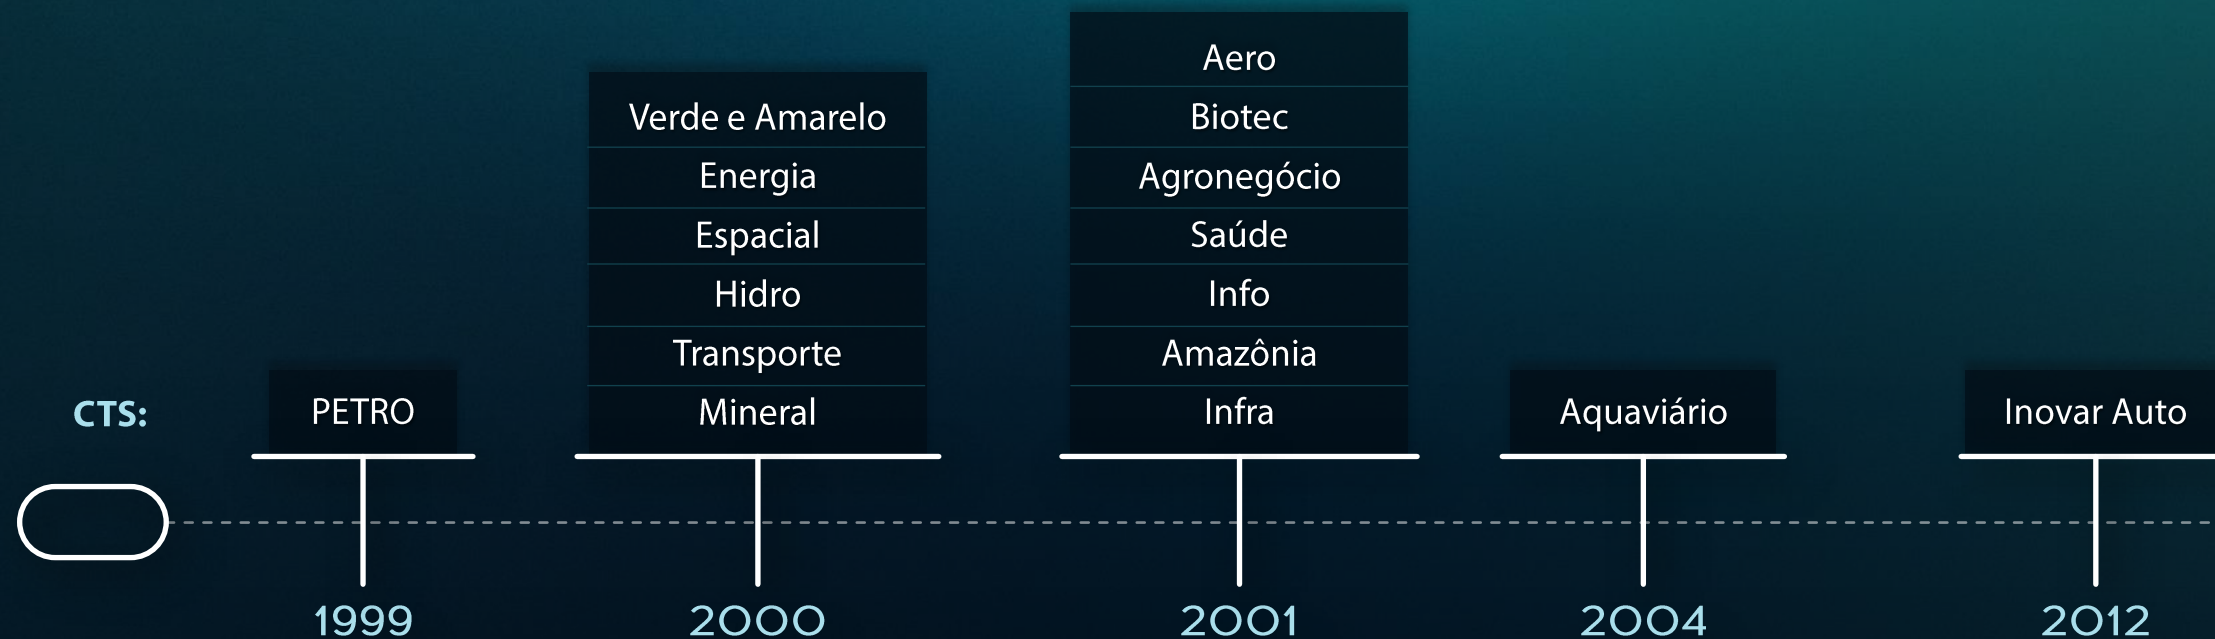 CTS:
PETRO
1999
Verde e Amarelo
Energia
Espacial
Hidro
Transporte
Mineral
2000
Aero
Biotec
Agronegócio
Saúde
Info
Amazônia
Infra
2001
Aquaviário
2004
Inovar Auto
2012